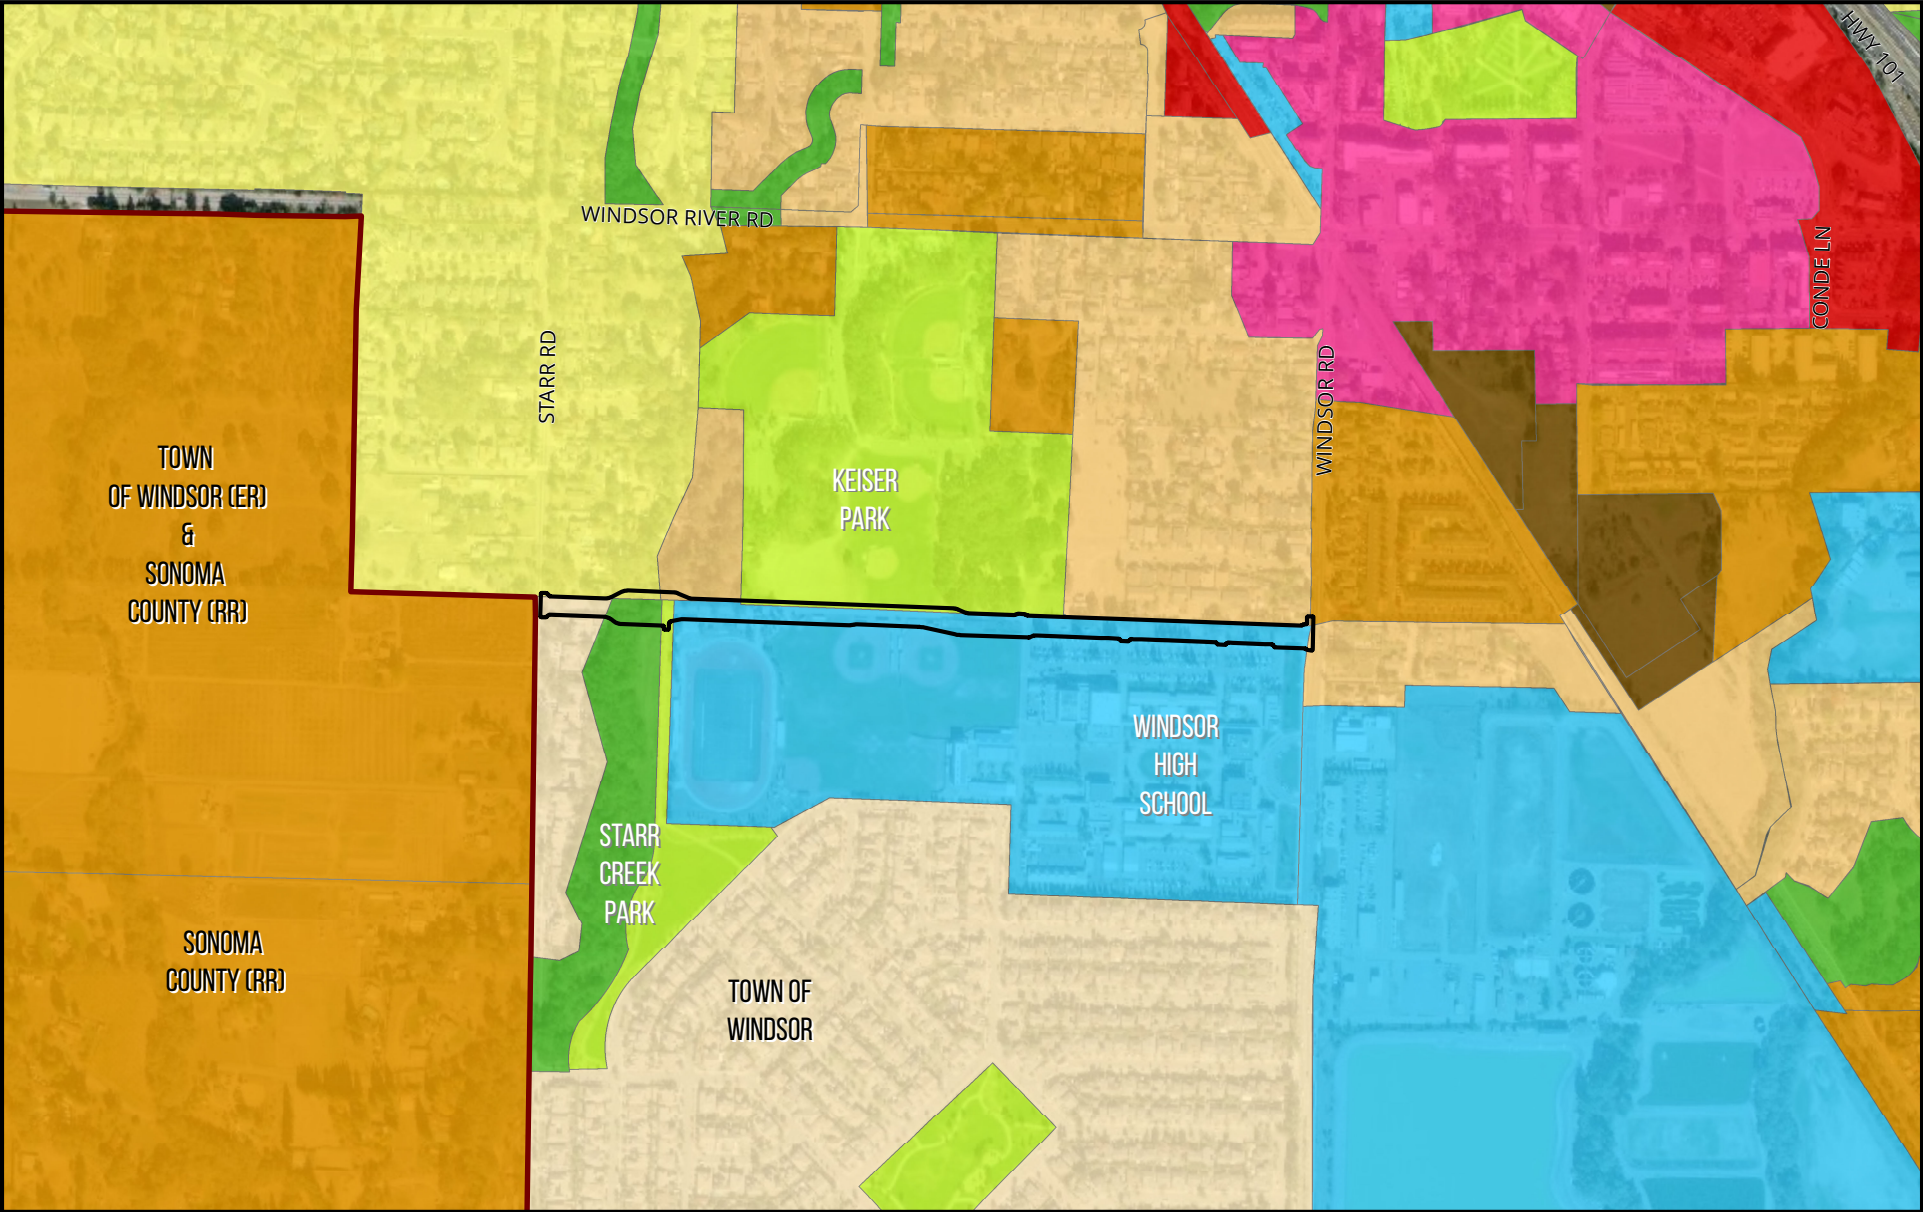 HWY 101
WINDSOR RIVER RD
CONDE LN
STARR RD
WINDSOR RD
TOWN
OF WINDSOR (ER)
&
SONOMA
COUNTY (RR)
KEISER
PARK
WINDSOR
HIGH
SCHOOL
STARR
CREEK
PARK
SONOMA
COUNTY (RR)
TOWN OF
WINDSOR